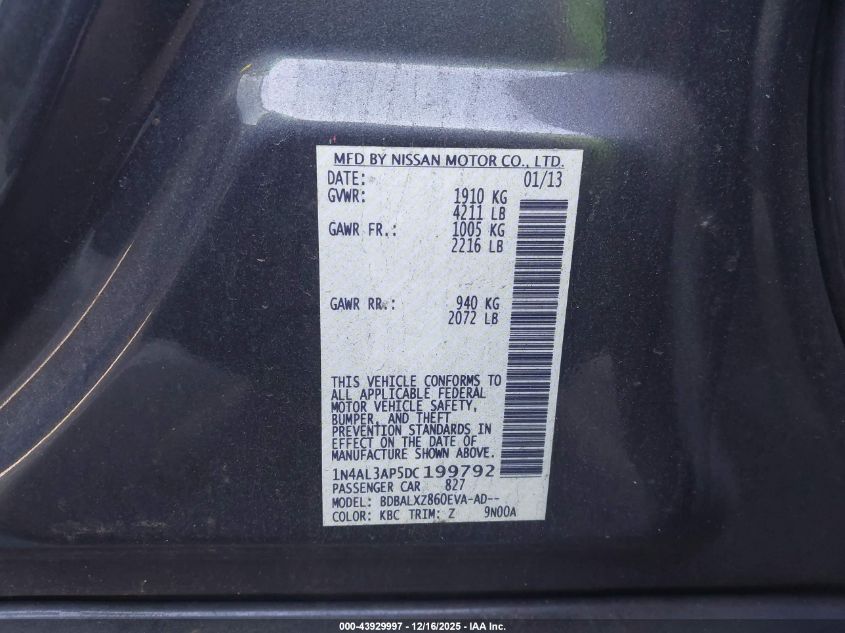 MFD BY NISSAN MOTOR CO., LTD.
DATE: 01/13
GVWR: 1910 KG
4211 LB
GAWR FR.: 1005 KG
2216 LB
GAWR RR.: 940 KG
2072 LB
THIS VEHICLE CONFORMS TO
ALL APPLICABLE FEDERAL
MOTOR VEHICLE SAFETY,
BUMPER, AND THEFT
PREVENTION STANDARDS IN
EFFECT ON THE DATE OF
MANUFACTURE SHOWN ABOVE.
1N4AL3AP5DC199792
PASSENGER CAR 827
MODEL: BDBALXZ860EVA-AD--
COLOR: KBC TRIM: Z 9N00A
000-43929997 - 12/16/2025 - IAA Inc.